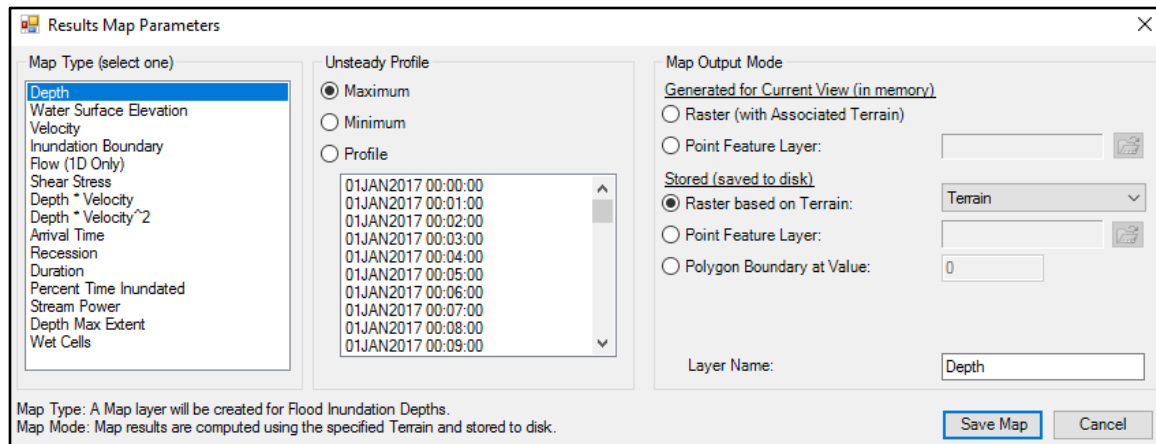 Results Map Parameters
Map Type (select one)
Depth
Water Surface Elevation
Velocity
Inundation Boundary
Flow (1D Only)
Shear Stress
Depth * Velocity
Depth * Velocity^2
Arrival Time
Recession
Duration
Percent Time Inundated
Stream Power
Depth Max Extent
Wet Cells
Unsteady Profile
Maximum
Minimum
Profile
01JAN2017 00:00:00
01JAN2017 00:01:00
01JAN2017 00:02:00
01JAN2017 00:03:00
01JAN2017 00:04:00
01JAN2017 00:05:00
01JAN2017 00:06:00
01JAN2017 00:07:00
01JAN2017 00:08:00
01JAN2017 00:09:00
Map Output Mode
Generated for Current View (in memory)
Raster (with Associated Terrain)
Point Feature Layer:
Stored (saved to disk)
Raster based on Terrain: Terrain
Point Feature Layer:
Polygon Boundary at Value: 0
Layer Name: Depth
Map Type: A Map layer will be created for Flood Inundation Depths.
Map Mode: Map results are computed using the specified Terrain and stored to disk.
Save Map Cancel